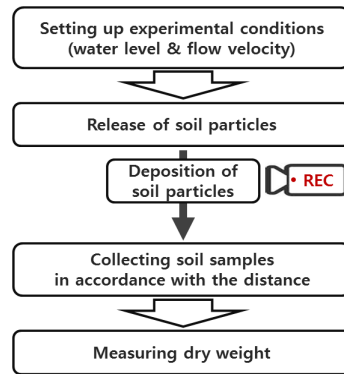 Setting up experimental conditions
(water level & flow velocity)
Release of soil particles
Deposition of
soil particles
REC
Collecting soil samples
in accordance with the distance
Measuring dry weight